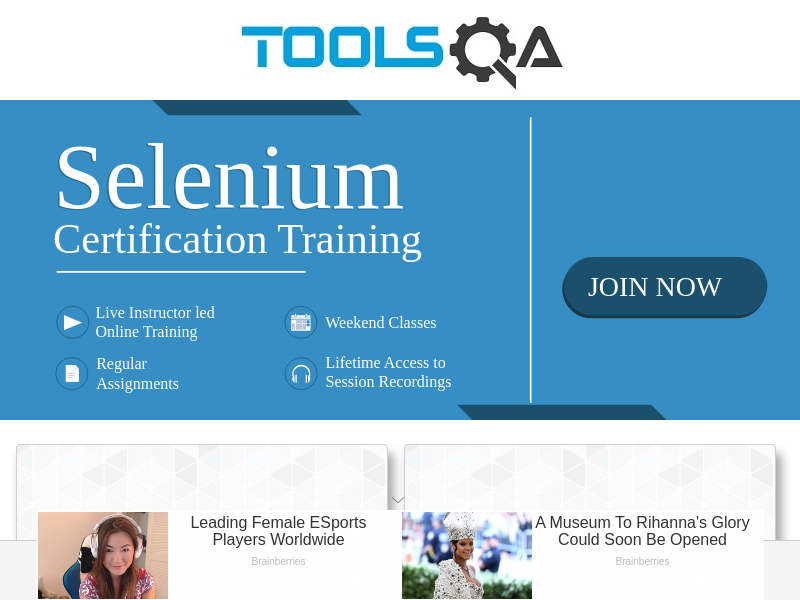 TOOLSQA
Selenium
Certification Training
JOIN NOW
Live Instructor led
Online Training
Weekend Classes
Regular
Assignments
Lifetime Access to
Session Recordings
Leading Female ESports
Players Worldwide
Brainberries
A Museum To Rihanna's Glory
Could Soon Be Opened
Brainberries